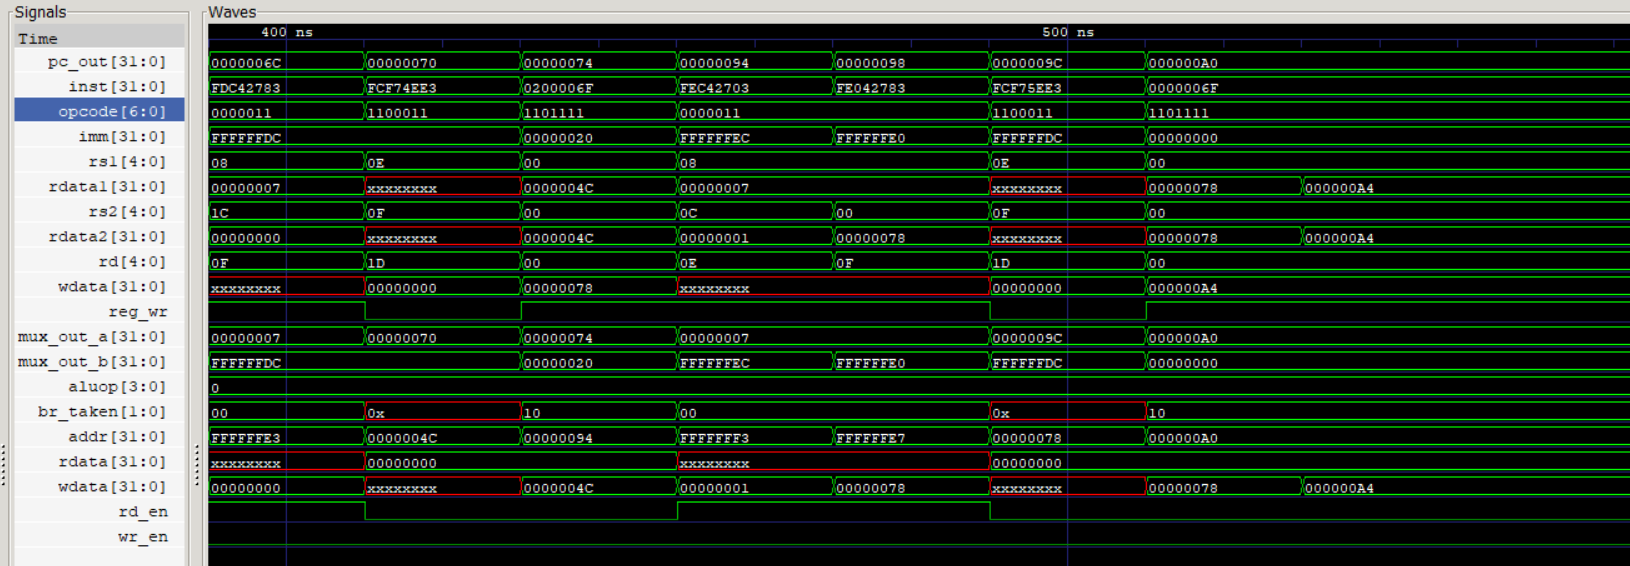 Signals Waves
Time 400 ns 500 ns
pc_out[31:0] 0000006C 00000070 00000074 00000094 00000098 0000009C 000000A0
inst[31:0] FDC42783 FCF74EE3 0200006F FEC42703 FE042783 FCF75EE3 0000006F
opcode[6:0] 0000011 1100011 1101111 0000011 1100011 1101111
imm[31:0] FFFFFFDC 00000020 FFFFFFEC FFFFFFE0 FFFFFFDC 00000000
rs1[4:0] 08 0E 00 08 0E 00
rdata1[31:0] 00000007 xxxxxxxx 0000004C 00000007 xxxxxxxx 00000078 000000A4
rs2[4:0] 1C 0F 00 0C 00 0F 00
rdata2[31:0] 00000000 xxxxxxxx 0000004C 00000001 00000078 xxxxxxxx 00000078 000000A4
rd[4:0] 0F 1D 00 0E 0F 1D 00
wdata[31:0] xxxxxxxx 00000000 00000078 xxxxxxxx 00000000 000000A4
reg_wr
mux_out_a[31:0] 00000007 00000070 00000074 00000007 0000009C 000000A0
mux_out_b[31:0] FFFFFFDC 00000020 FFFFFFEC FFFFFFE0 FFFFFFDC 00000000
aluop[3:0] 0
br_taken[1:0] 00 0x 10 00 0x 10
addr[31:0] FFFFFFE3 0000004C 00000094 FFFFFFF3 FFFFFFE7 00000078 000000A0
rdata[31:0] xxxxxxxx 00000000 xxxxxxxx 00000000
wdata[31:0] 00000000 xxxxxxxx 0000004C 00000001 00000078 xxxxxxxx 00000078 000000A4
rd_en
wr_en